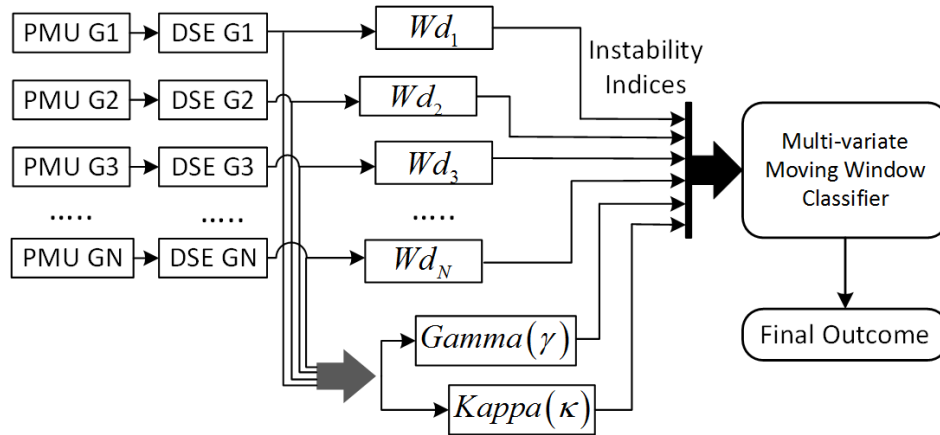 PMU G1
DSE G1
Wd₁
Instability
Indices
PMU G2
DSE G2
Wd₂
PMU G3
DSE G3
Wd₃
Multi-variate
Moving Window
Classifier
.....
.....
.....
PMU GN
DSE GN
Wd_N
Gamma(γ)
Final Outcome
Kappa(κ)